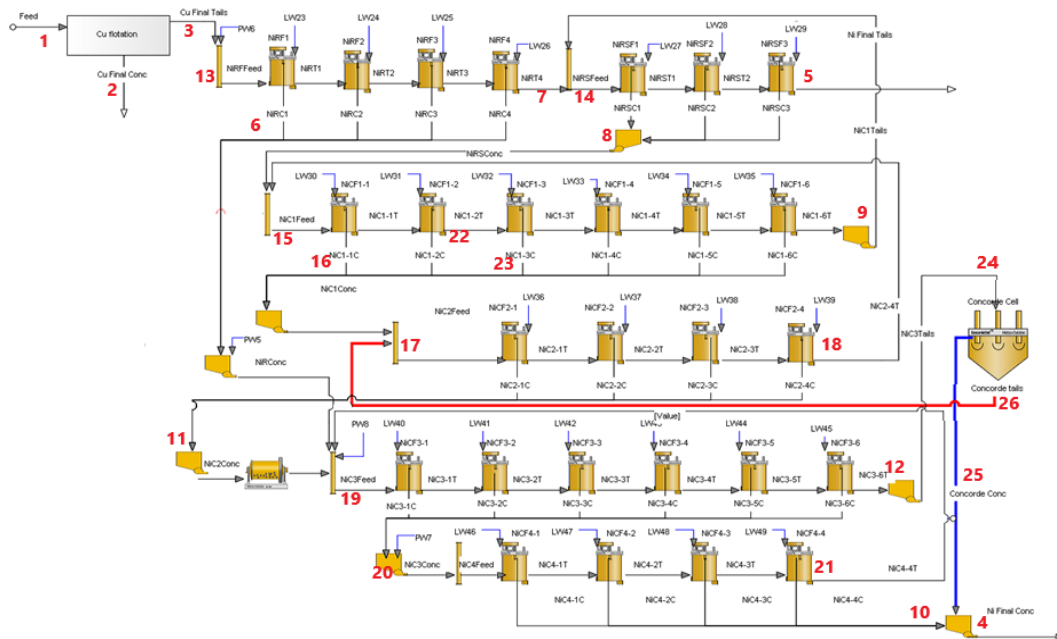 Feed
1
Cu flotation
Cu Final Tails
3
PW6
Cu Final Conc
2
13
NiRFFeed
LW23
NiRF1
NiRT1
LW24
NiRF2
NiRT2
LW25
NiRF3
NiRT3
NiRF4
LW26
NiRT4
7
14
NiRSFeed
NiRSF1
LW27
NiRST1
LW28
NiRSF2
NiRST2
LW29
NiRSF3
5
Ni Final Tails
6
NiRC1
NiRC2
NiRC3
NiRC4
NiRSC1
NiRSC2
NiRSC3
8
NiRSConc
NiC1Tails
LW30
NiCF1-1
LW31
NiCF1-2
LW32
NiCF1-3
LW33
NiCF1-4
LW34
NiCF1-5
LW35
NiCF1-6
9
15
NiC1Feed
NiC1-1T
22
NiC1-2T
NiC1-3T
NiC1-4T
NiC1-5T
NiC1-6T
16
NiC1-1C
NiC1-2C
23
NiC1-3C
NiC1-4C
NiC1-5C
NiC1-6C
24
NiC1Conc
NiC2Feed
NiCF2-1
LW36
NiCF2-2
LW37
NiCF2-3
LW38
NiCF2-4
LW39
NiC2-4T
NiC3Tails
Concorde Cell
17
NiC2-1T
NiC2-2T
NiC2-3T
18
PW5
NiRConc
NiC2-1C
NiC2-2C
NiC2-3C
NiC2-4C
Concorde tails
26
[Value]
11
NiC2Conc
PW8
LW40
NiCF3-1
LW41
NiCF3-2
LW42
NiCF3-3
NiCF3-4
LW44
NiCF3-5
LW45
NiCF3-6
12
19
NiC3Feed
NiC3-1T
NiC3-2T
NiC3-3T
NiC3-4T
NiC3-5T
NiC3-6T
25
Concorde Conc
NiC3-1C
NiC3-2C
NiC3-3C
NiC3-4C
NiC3-5C
NiC3-6C
PW7
20
NiC3Conc
NiC4Feed
LW46
NiCF4-1
LW47
NiCF4-2
LW48
NiCF4-3
LW49
NiCF4-4
NiC4-1T
NiC4-2T
NiC4-3T
21
NiC4-4T
NiC4-1C
NiC4-2C
NiC4-3C
NiC4-4C
10
4
Ni Final Conc